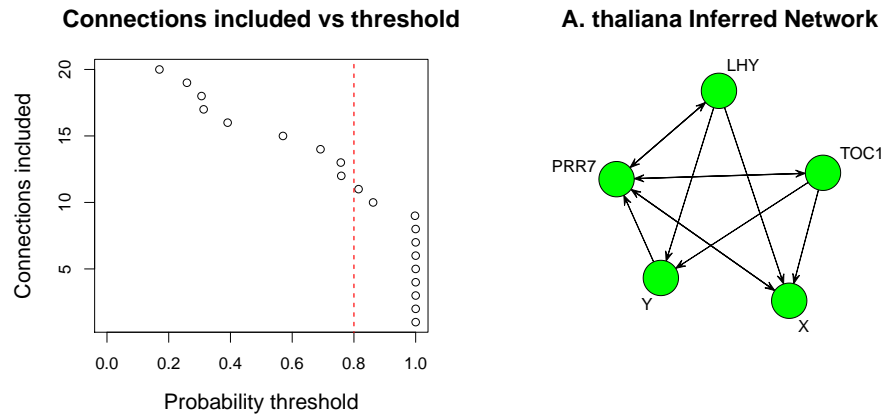 Connections included vs threshold
A. thaliana Inferred Network
20
15
10
5
Connections included
0.0 0.2 0.4 0.6 0.8 1.0
Probability threshold
LHY
TOC1
PRR7
Y
X